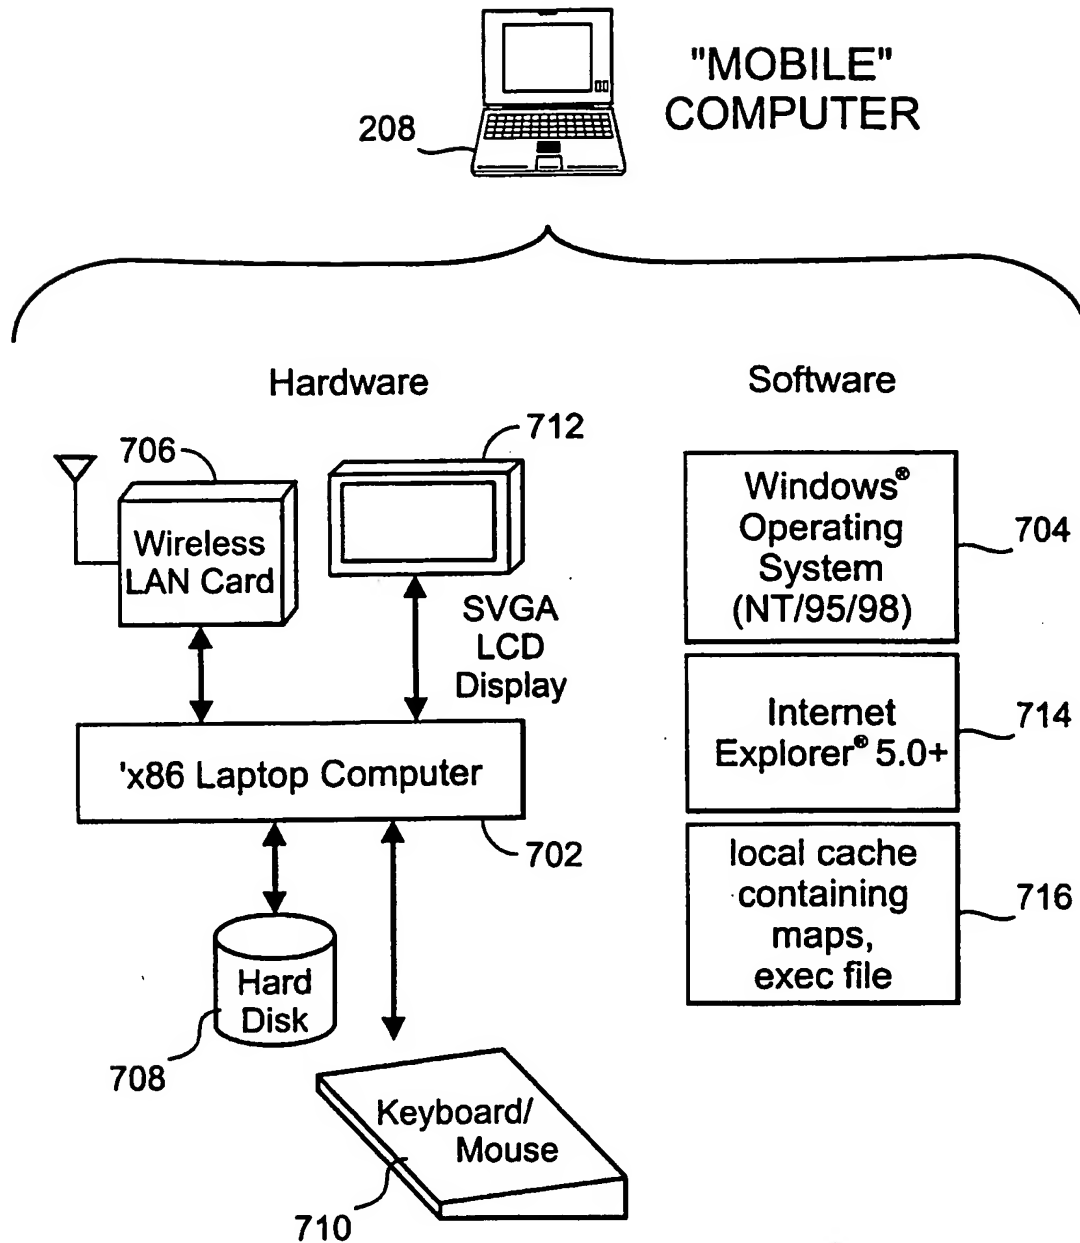 "MOBILE"
COMPUTER
208
Hardware
Software
706
712
Wireless
LAN Card
SVGA
LCD
Display
Windows®
Operating
System
(NT/95/98)
704
Internet
Explorer® 5.0+
714
'x86 Laptop Computer
702
local cache
containing
maps,
exec file
716
Hard
Disk
708
Keyboard/
Mouse
710